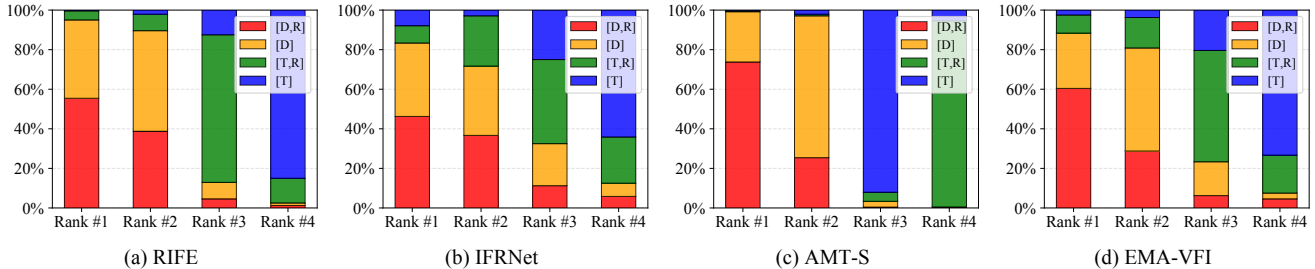 100%
80%
60%
40%
20%
0%
Rank #1 Rank #2 Rank #3 Rank #4
[D,R]
[D]
[T,R]
[T]
(a) RIFE
100%
80%
60%
40%
20%
0%
Rank #1 Rank #2 Rank #3 Rank #4
[D,R]
[D]
[T,R]
[T]
(b) IFRNet
100%
80%
60%
40%
20%
0%
Rank #1 Rank #2 Rank #3 Rank #4
[D,R]
[D]
[T,R]
[T]
(c) AMT-S
100%
80%
60%
40%
20%
0%
Rank #1 Rank #2 Rank #3 Rank #4
[D,R]
[D]
[T,R]
[T]
(d) EMA-VFI